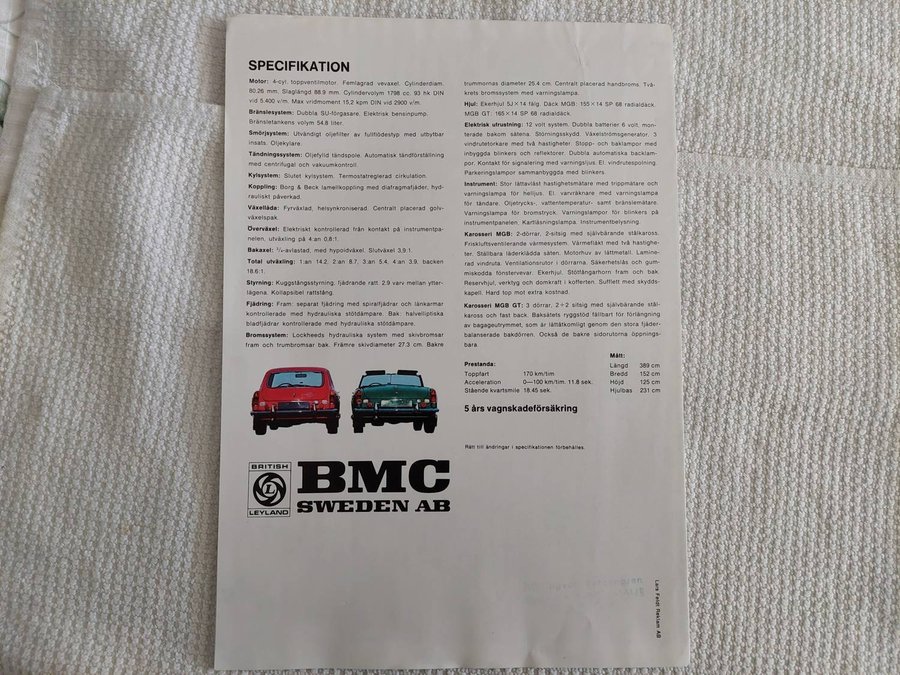 SPECIFIKATION
Motor: 4-cyl. toppventilmotor. Femlagrad vevaxel. Cylinderdiam.
80.26 mm. Slaglängd 88.9 mm. Cylindervolym 1798 cc. 93 hk DIN
vid 5.400 v/m. Max vridmoment 15,2 kpm DIN vid 2900 v/m.
Bränslesystem: Dubbla SU-förgasare. Elektrisk bensinpump.
Bränsletankens volym 54.8 liter.
Smörjsystem: Utvändigt oljefilter av fullflödestyp med utbytbar
insats. Oljekylare.
Tändningssystem: Oljefylld tändspole. Automatisk tändförställning
med centrifugal och vakuumkontroll.
Kylsystem: Slutet kylsystem. Termostatreglerad cirkulation.
Koppling: Borg & Beck lamellkoppling med diafragmafjäder, hyd-
rauliskt påverkad.
Växellåda: Fyrväxlad, helsynkroniserad. Centralt placerad golv-
växelspak.
Överväxel: Elektriskt kontrollerad från kontakt på instrumentpa-
nelen, utväxling på 4:an 0,8:1.
Bakaxel: ³/₄-avlastad, med hypoidväxel. Slutväxel 3,9:1.
Total utväxling: 1:an 14:2, 2:an 8.7, 3:an 5.4, 4:an 3.9, backen
18.6:1.
Styrning: Kuggstångsstyrning, fjädrande ratt. 2.9 varv mellan ytter-
lägena. Kollapsibel rattstång.
Fjädring: Fram: separat fjädring med spiralfjädrar och länkarmar
kontrollerade med hydrauliska stötdämpare. Bak: halvelliptiska
bladfjädrar kontrollerade med hydrauliska stötdämpare.
Bromssystem: Lockheeds hydrauliska system med skivbromsar
fram och trumbromsar bak. Främre skivdiameter 27.3 cm. Bakre
trummornas diameter 25.4 cm. Centralt placerad handbroms. Två-
krets bromssystem med varningslampa.
Hjul: Ekerhjul 5J×14 fälg. Däck MGB: 155×14 SP 68 radialdäck.
MGB GT: 165×14 SP 68 radialdäck.
Elektrisk utrustning: 12 volt system. Dubbla batterier 6 volt, mon-
terade bakom sätena. Störningsskydd. Växelströmsgenerator. 3
vindrutetorkare med två hastigheter. Stopp- och baklampor med
inbyggda blinkers och reflektorer. Dubbla automatiska backlam-
por. Kontakt för signalering med varningsljus. El. vindrutespolning.
Parkeringslampor sammanbyggda med blinkers.
Instrument: Stor lättavläst hastighetsmätare med trippmätare och
varningslampa för helljus. El. varvräknare med varningslampa
för tändare. Oljetrycks-, vattentemperatur- samt bränslemätare.
Varningslampa för bromstryck. Varningslampor för blinkers på
instrumentpanelen. Kartläsningslampa. Instrumentbelysning.
Karosseri MGB: 2-dörrar, 2-sitsig med självbärande stålkaross.
Friskluftsventilerande värmesystem. Värmefläkt med två hastighe-
ter. Ställbara läderklädda säten. Motorhuv av lättmetall. Lamine-
rad vindruta. Ventilationsrutor i dörrarna. Säkerhetslås och gum-
miskodda fönstervevar. Ekerhjul. Stötfångarhorn fram och bak.
Reservhjul, verktyg och domkraft i kofferten. Sufflett med skydds-
kapell. Hard top mot extra kostnad.
Karosseri MGB GT: 3 dörrar, 2÷2 sitsig med självbärande stål-
kaross och fast back. Baksätets ryggstöd fällbart för förlängning
av bagageutrymmet, som är lättåtkomligt genom den stora fjäder-
balanserade bakdörren. Också de bakre sidorutorna öppnings-
bara.
Prestanda:
Toppfart 170 km/tim
Acceleration 0—100 km/tim. 11.8 sek.
Stående kvartsmile 18.45 sek.
Mått:
Längd 389 cm
Bredd 152 cm
Höjd 125 cm
Hjulbas 231 cm
5 års vagnskadeförsäkring
Rätt till ändringar i specifikationen förbehålles.
BRITISH
L
LEYLAND
BMC
SWEDEN AB
Lars Feldt Reklam AB